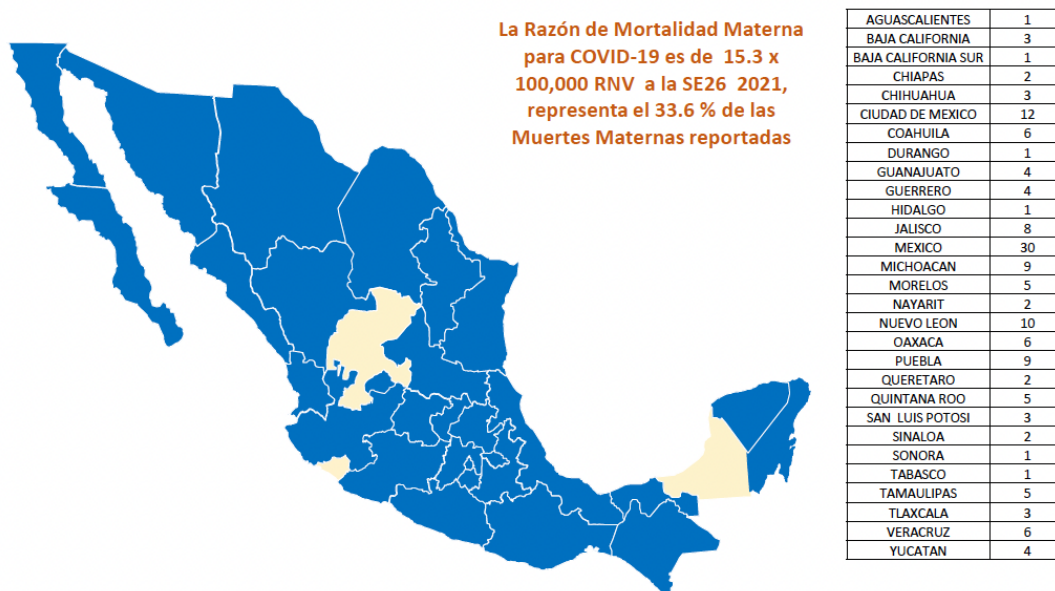 La Razón de Mortalidad Materna
para COVID-19 es de 15.3 x
100,000 RNV a la SE26 2021,
representa el 33.6 % de las
Muertes Maternas reportadas
AGUASCALIENTES 1
BAJA CALIFORNIA 3
BAJA CALIFORNIA SUR 1
CHIAPAS 2
CHIHUAHUA 3
CIUDAD DE MEXICO 12
COAHUILA 6
DURANGO 1
GUANAJUATO 4
GUERRERO 4
HIDALGO 1
JALISCO 8
MEXICO 30
MICHOACAN 9
MORELOS 5
NAYARIT 2
NUEVO LEON 10
OAXACA 6
PUEBLA 9
QUERETARO 2
QUINTANA ROO 5
SAN LUIS POTOSI 3
SINALOA 2
SONORA 1
TABASCO 1
TAMAULIPAS 5
TLAXCALA 3
VERACRUZ 6
YUCATAN 4